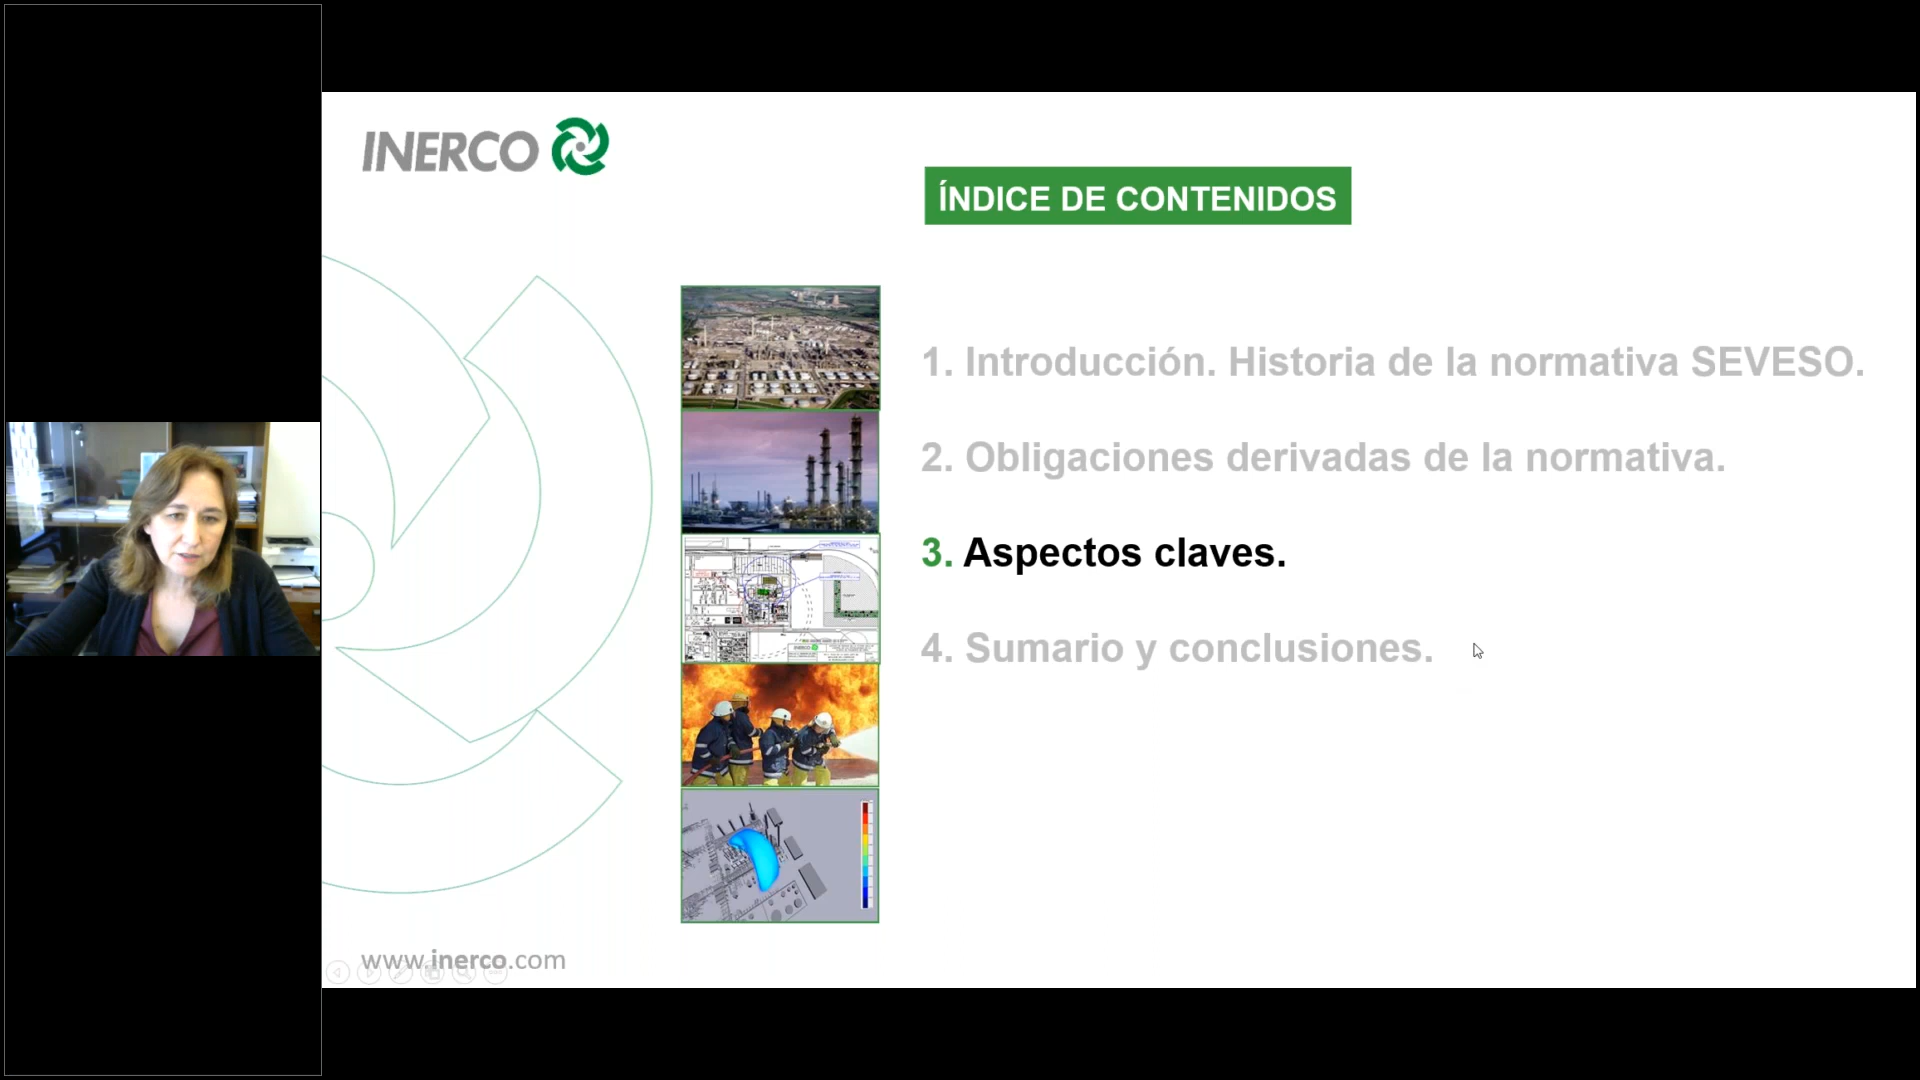 INERCO
ÍNDICE DE CONTENIDOS
1. Introducción. Historia de la normativa SEVESO.
2. Obligaciones derivadas de la normativa.
3. Aspectos claves.
4. Sumario y conclusiones.
www.inerco.com